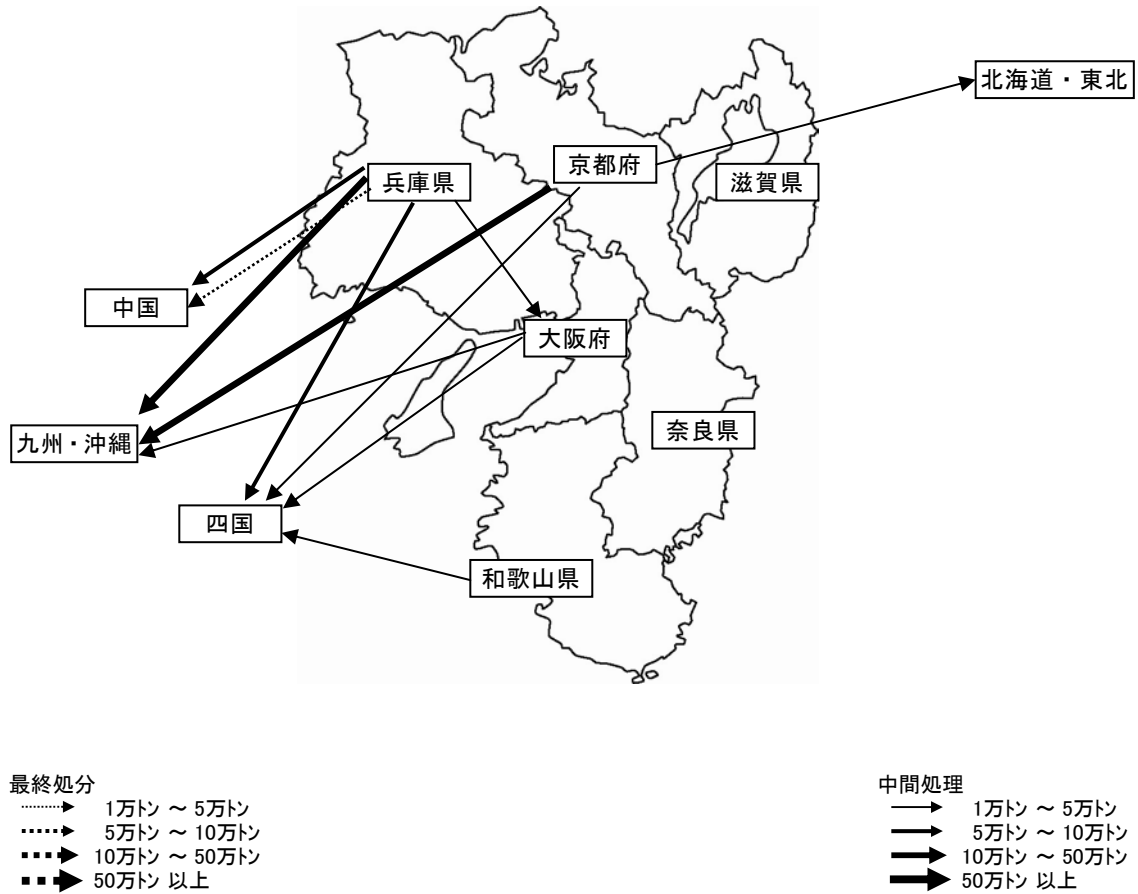 北海道・東北
京都府
兵庫県
滋賀県
中国
大阪府
奈良県
九州・沖縄
四国
和歌山県
最終処分
1万トン ～ 5万トン
5万トン ～ 10万トン
10万トン ～ 50万トン
50万トン 以上
中間処理
1万トン ～ 5万トン
5万トン ～ 10万トン
10万トン ～ 50万トン
50万トン 以上